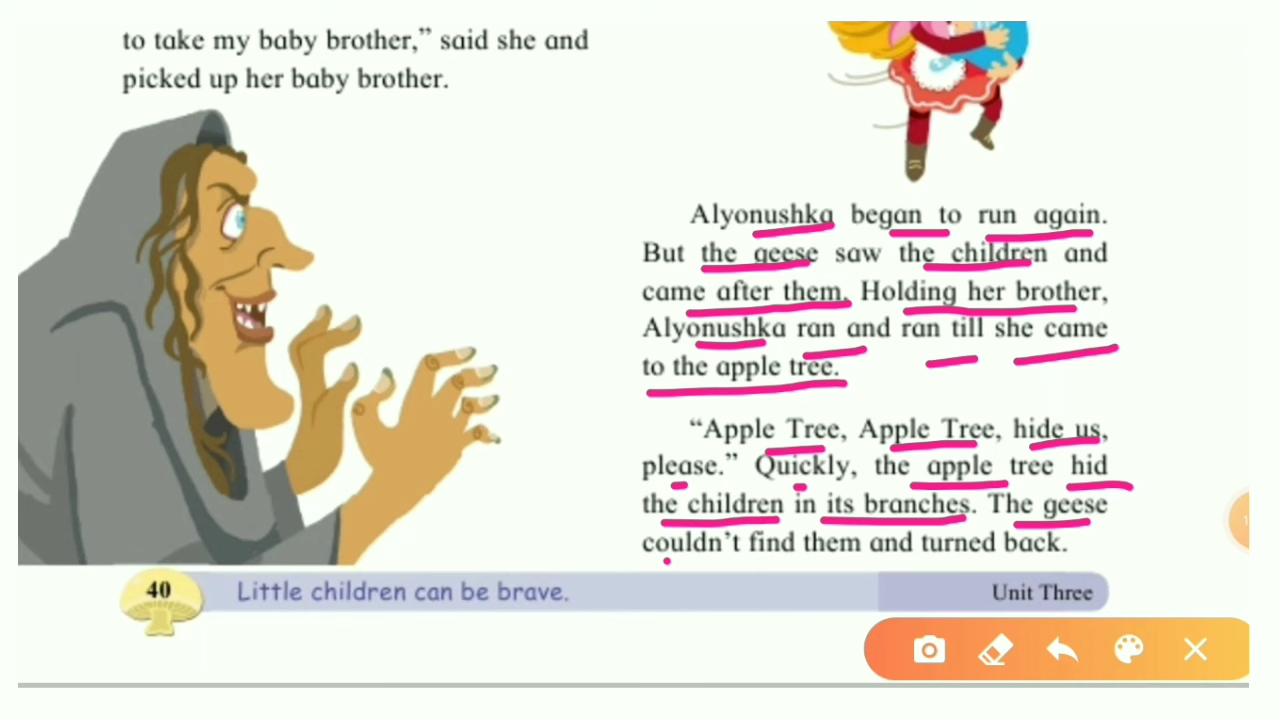 to take my baby brother,” said she and
picked up her baby brother.
Alyonushka began to run again.
But the geese saw the children and
came after them. Holding her brother,
Alyonushka ran and ran till she came
to the apple tree.
“Apple Tree, Apple Tree, hide us,
please.” Quickly, the apple tree hid
the children in its branches. The geese
couldn’t find them and turned back.
40 Little children can be brave. Unit Three